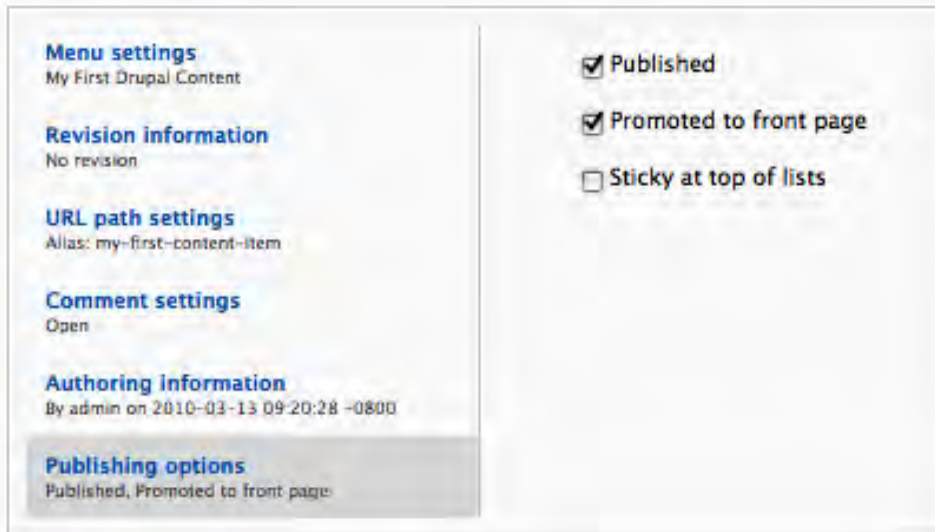 Menu settings
My First Drupal Content
Revision information
No revision
URL path settings
Alias: my-first-content-item
Comment settings
Open
Authoring information
By admin on 2010-03-13 09:20:28 -0800
Publishing options
Published, Promoted to front page
Published
Promoted to front page
Sticky at top of lists